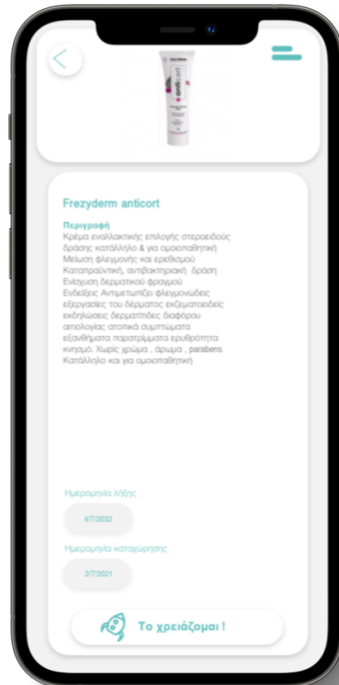 anticort
Frezyderm anticort
Περιγραφή
Κρέμα εναλλακτικής επιλογής στεροειδούς
δράσης κατάλληλο & για ομοιοπαθητική
Μείωση φλεγμονής και ερεθισμού
Καταπραϋντική, αντιβακτηριακή δράση
Ενίσχυση δερματικού φραγμού
Ενδείξεις Αντιμετωπίζει φλεγμονώδεις
εξεργασίες του δέρματος εκζεματοειδείς
εκδηλώσεις δερματίτιδες διαφόρου
αιτιολογίας ατοπικά συμπτώματα
εξανθήματα παρατρίμματα ερυθρότητα
κνησμό. Χωρίς χρώμα , άρωμα , parabens
Κατάλληλο και για ομοιοπαθητική
Ημερομηνία λήξης
4/7/2032
Ημερομηνία καταχώρησης
2/7/2021
Το χρειάζομαι !